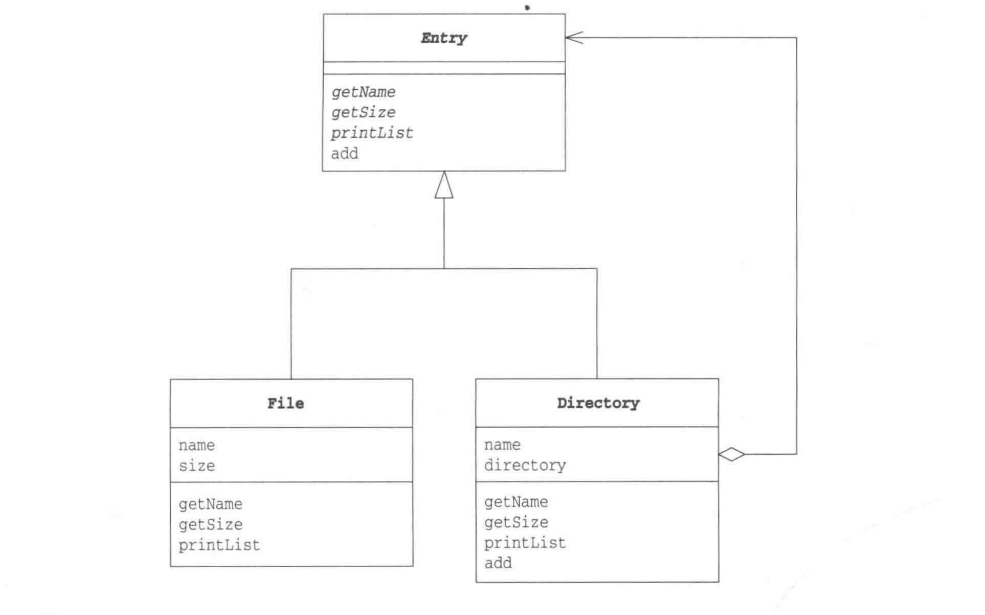 Entry
getName
getSize
printList
add
File
name
size
getName
getSize
printList
Directory
name
directory
getName
getSize
printList
add